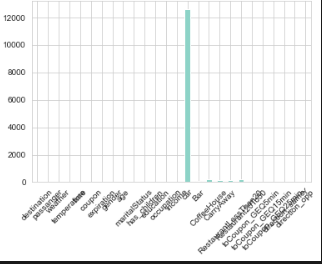 12000
10000
8000
6000
4000
2000
0
destination
passenger
weather
temperature
time
coupon
expiration
gender
age
maritalStatus
has_children
education
occupation
income
car
Bar
CoffeeHouse
CarryAway
toCoupon_GEQ5min
toCoupon_GEQ15min
direction_opp